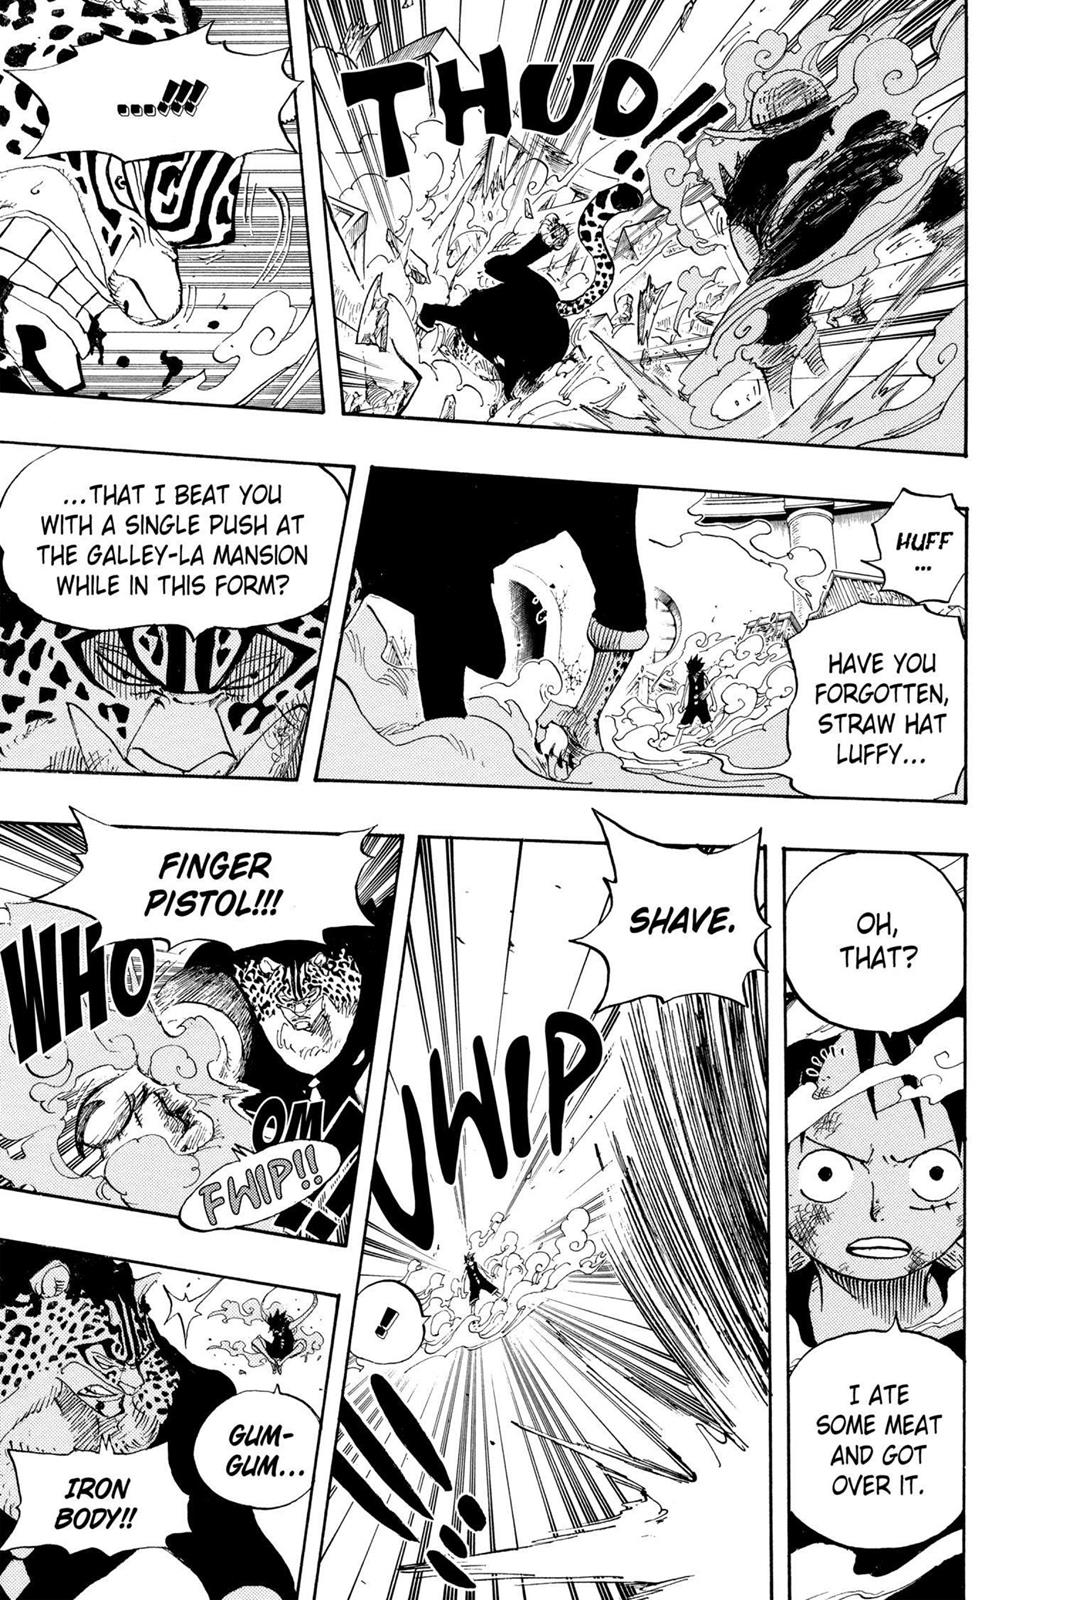 THUD!!
...!!!
HUFF
...
HAVE YOU
FORGOTTEN,
STRAW HAT
LUFFY...
...THAT I BEAT YOU
WITH A SINGLE PUSH AT
THE GALLEY-LA MANSION
WHILE IN THIS FORM?
OH,
THAT?
I ATE
SOME MEAT
AND GOT
OVER IT.
SHAVE.
VWIP
!
!!!
FINGER
PISTOL!!!
WHO
OM
!!
FWIP!!
GUM-
GUM...
IRON
BODY!!